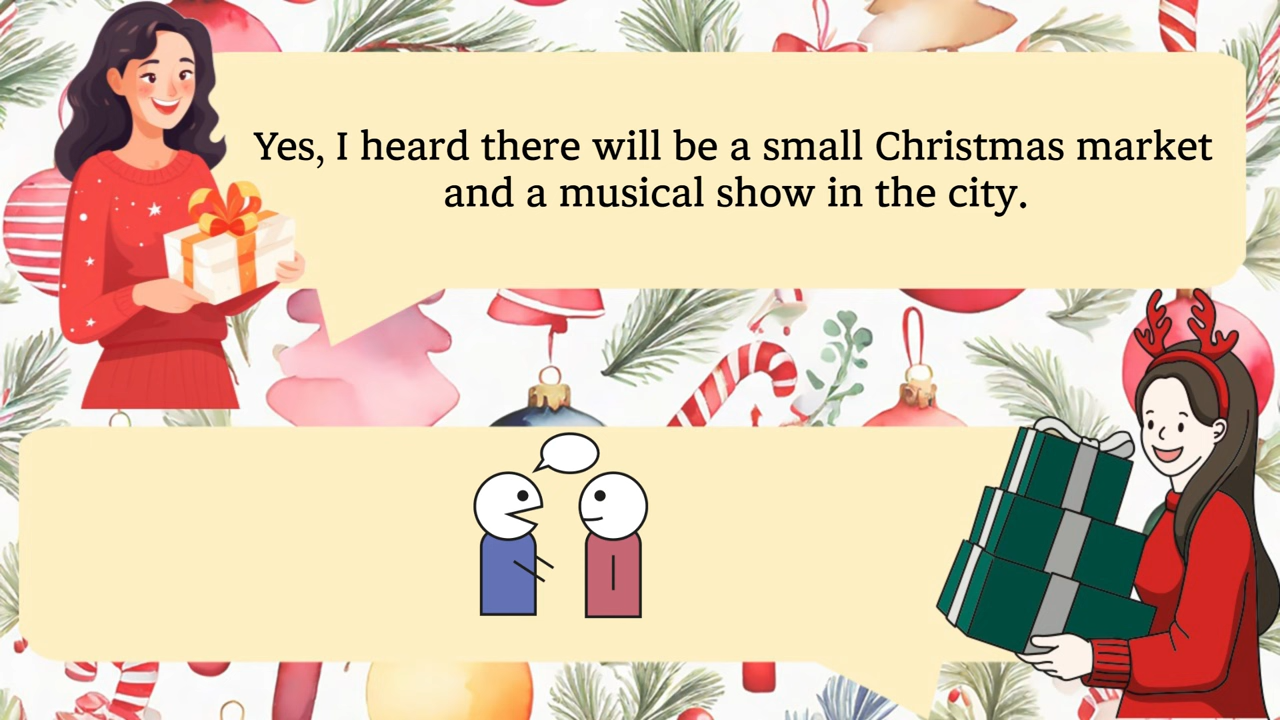 Yes, I heard there will be a small Christmas market
and a musical show in the city.